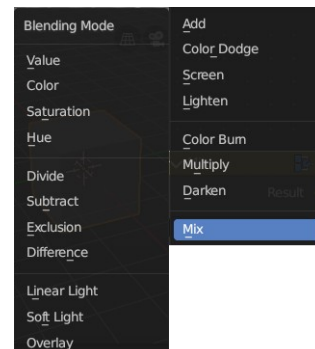 Blending Mode
Value
Color
Saturation
Hue
Divide
Subtract
Exclusion
Difference
Linear Light
Soft Light
Overlay
Add
Color Dodge
Screen
Lighten
Color Burn
Multiply
Darken
Result
Mix